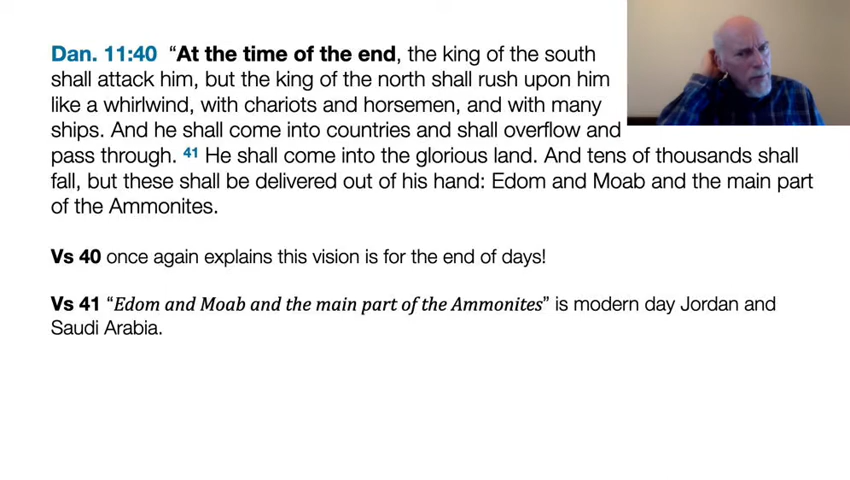 Dan. 11:40 “At the time of the end, the king of the south
shall attack him, but the king of the north shall rush upon him
like a whirlwind, with chariots and horsemen, and with many
ships. And he shall come into countries and shall overflow and
pass through. 41 He shall come into the glorious land. And tens of thousands shall
fall, but these shall be delivered out of his hand: Edom and Moab and the main part
of the Ammonites.
Vs 40 once again explains this vision is for the end of days!
Vs 41 “Edom and Moab and the main part of the Ammonites” is modern day Jordan and
Saudi Arabia.